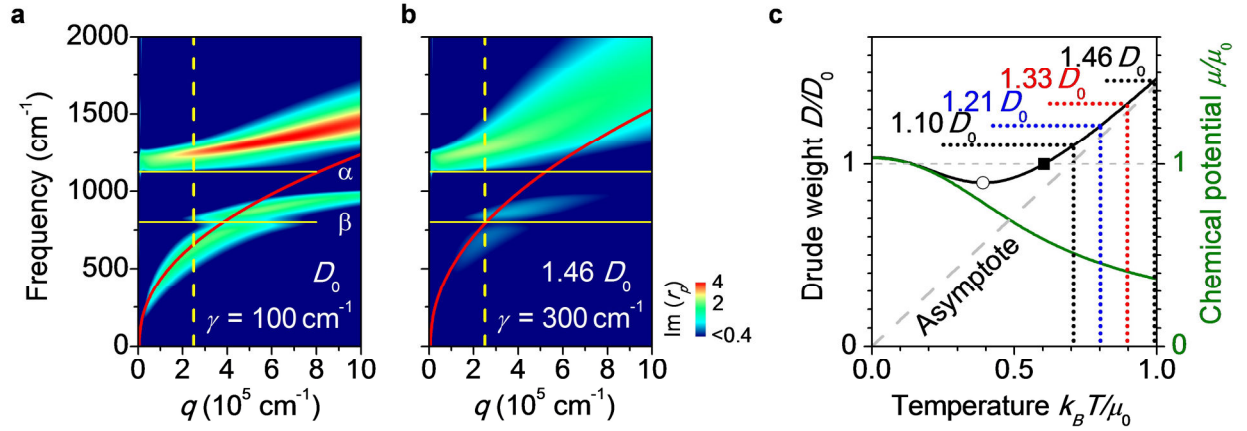 a
b
c
2000
1500
1000
500
0
Frequency (cm⁻¹)
α
β
D₀
γ = 100 cm⁻¹
0 2 4 6 8 10
q (10⁵ cm⁻¹)
1.46 D₀
γ = 300 cm⁻¹
0 2 4 6 8 10
q (10⁵ cm⁻¹)
4
2
<0.4
Im (rₚ)
Drude weight D/D₀
1
0
1.46 D₀
1.33 D₀
1.21 D₀
1.10 D₀
Asymptote
1
0
Chemical potential μ/μ₀
0.0 0.5 1.0
Temperature k_BT/μ₀